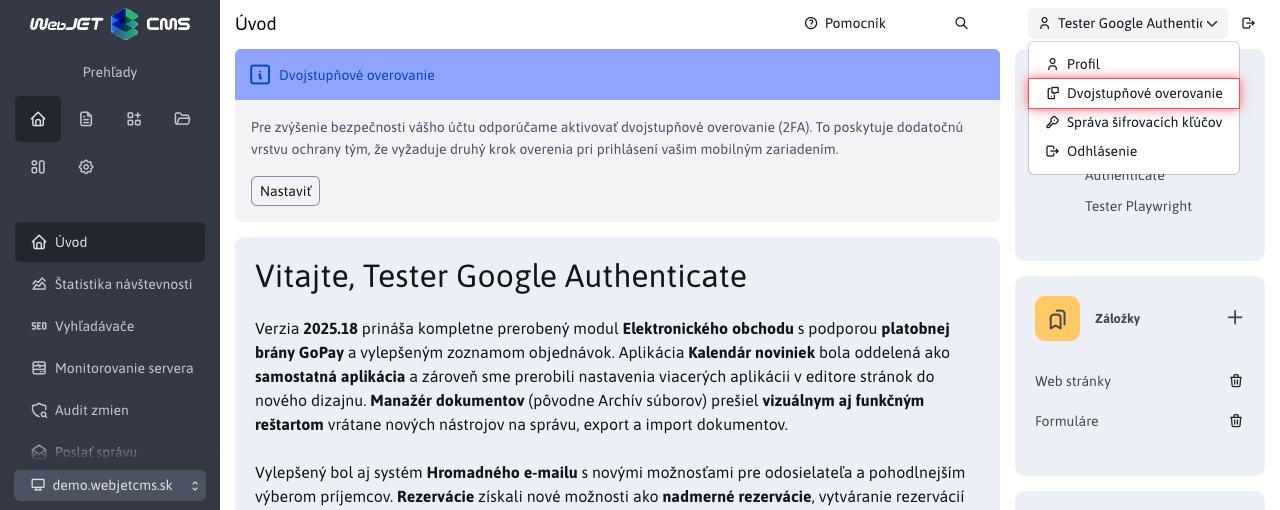 WebJET CMS
Prehľady
Úvod
Štatistika návštevnosti
SEO Vyhľadávače
Monitorovanie servera
Audit zmien
Poslať správu
demo.webjetcms.sk
Úvod
Pomocník
Tester Google Authentic
Profil
Dvojstupňové overovanie
Správa šifrovacích kľúčov
Odhlásenie
Dvojstupňové overovanie
Pre zvýšenie bezpečnosti vášho účtu odporúčame aktivovať dvojstupňové overovanie (2FA). To poskytuje dodatočnú
vrstvu ochrany tým, že vyžaduje druhý krok overenia pri prihlásení vašim mobilným zariadením.
Nastaviť
Vitajte, Tester Google Authenticate
Verzia 2025.18 prináša kompletne prerobený modul Elektronického obchodu s podporou platobnej
brány GoPay a vylepšeným zoznamom objednávok. Aplikácia Kalendár noviniek bola oddelená ako
samostatná aplikácia a zároveň sme prerobili nastavenia viacerých aplikácii v editore stránok do
nového dizajnu. Manažér dokumentov (pôvodne Archív súborov) prešiel vizuálnym aj funkčným
reštartom vrátane nových nástrojov na správu, export a import dokumentov.
Vylepšený bol aj systém Hromadného e-mailu s novými možnosťami pre odosielateľa a pohodlnejším
výberom príjemcov. Rezervácie získali nové možnosti ako nadmerné rezervácie, vytváranie rezervácií
Authenticate
Tester Playwright
Záložky
Web stránky
Formuláre